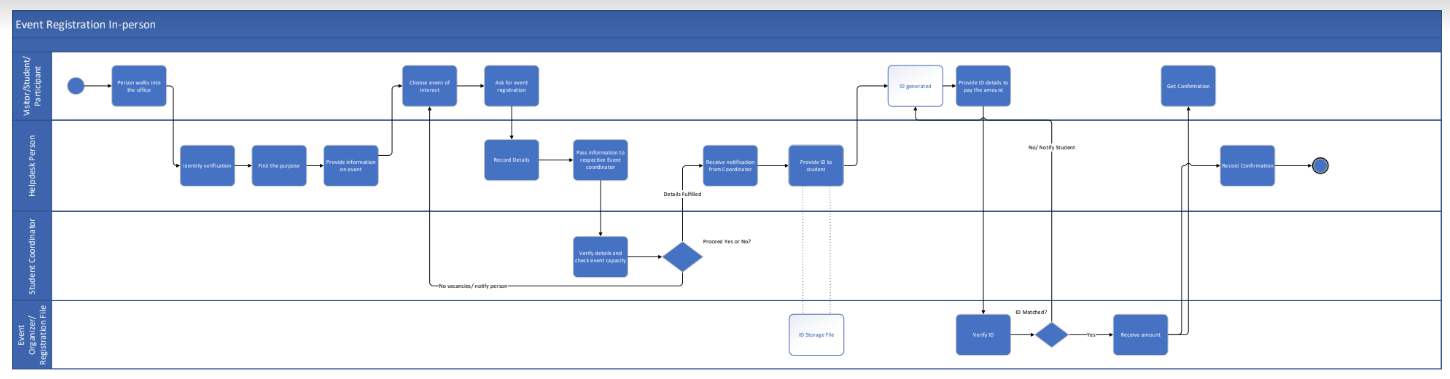 Event Registration In-person
Visitor/Student/
Participant
Person walks into
the office
Choose event of
interest
Ask for event
registration
ID generated
Provide ID details to
pay the amount
Get Confirmation
Helpdesk Person
Identity verification
Find the purpose
Provide information
on event
Record Details
Pass information to
respective Event
coordinator
Receive notification
from Coordinator
Provide ID to
student
No/ Notify Student
Record Confirmation
Details Fulfilled
Student Coordinator
Verify details and
check event capacity
Proceed Yes or No?
No vacancies/ notify person
Event
Organizer/
Registration File
ID Storage File
Verify ID
ID Matched?
Yes
Receive amount